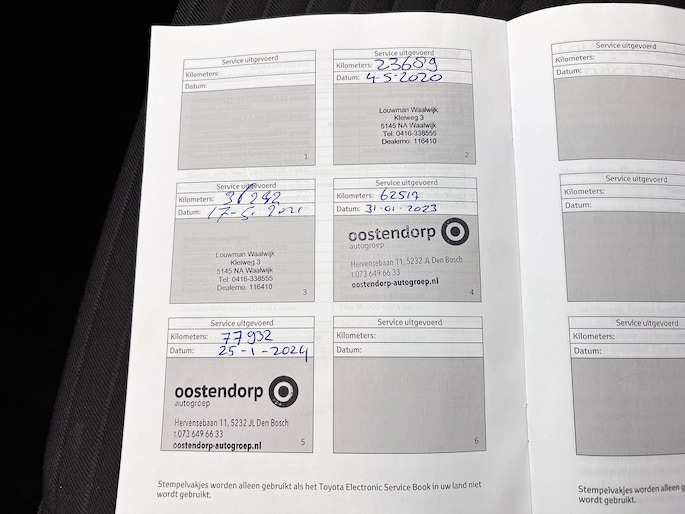 Service uitgevoerd
Kilometers:
Datum:
1
Service uitgevoerd
Kilometers: 23689
Datum: 4-5-2020
Louwman Waalwijk
Kleiweg 3
5145 NA Waalwijk
Tel: 0416-338555
Dealerno. 116410
2
Service uitgevoerd
Kilometers:
Datum: 17-5-2021
Louwman Waalwijk
Kleiweg 3
5145 NA Waalwijk
Tel: 0416-338555
Dealerno. 116410
3
Service uitgevoerd
Kilometers: 62517
Datum: 31-01-2023
oostendorp
autogroep
Hervensebaan 11, 5232 JL Den Bosch
t 073 649 66 33
oostendorp-autogroep.nl
4
Service uitgevoerd
Kilometers: 77932
Datum: 25-1-2024
oostendorp
autogroep
Hervensebaan 11, 5232 JL Den Bosch
t 073 649 66 33
oostendorp-autogroep.nl
5
Service uitgevoerd
Kilometers:
Datum:
6
Stempelvakjes worden alleen gebruikt als het Toyota Electronic Service Book in uw land niet
wordt gebruikt.
Service uitgevoerd
Kilometers:
Datum:
Service uitgevoerd
Kilometers:
Datum:
Service uitgevoerd
Kilometers:
Datum:
Stempelvakjes worden alleen g
wordt gebruikt.